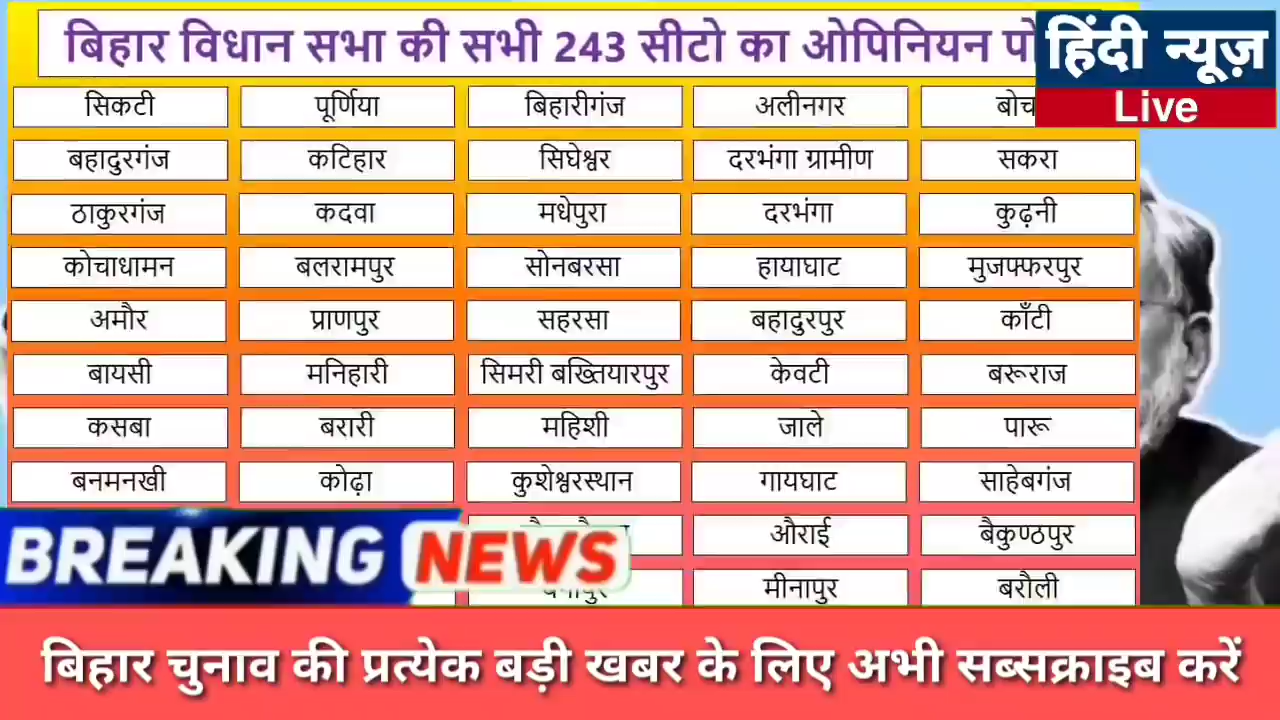 बिहार विधान सभा की सभी 243 सीटो का ओपिनियन
हिंदी न्यूज़
Live
सिकटी पूर्णिया बिहारीगंज अलीनगर
बहादुरगंज कटिहार सिघेश्वर दरभंगा ग्रामीण सकरा
ठाकुरगंज कदवा मधेपुरा दरभंगा कुढ़नी
कोचाधामन बलरामपुर सोनबरसा हायाघाट मुजफ्फरपुर
अमौर प्राणपुर सहरसा बहादुरपुर काँटी
बायसी मनिहारी सिमरी बख्तियारपुर केवटी बरूराज
कसबा बरारी महिशी जाले पारू
बनमनखी कोढ़ा कुशेश्वरस्थान गायघाट साहेबगंज
औराई बैकुण्ठपुर
मीनापुर बरौली
BREAKING NEWS
बिहार चुनाव की प्रत्येक बड़ी खबर के लिए अभी सब्सक्राइब करें